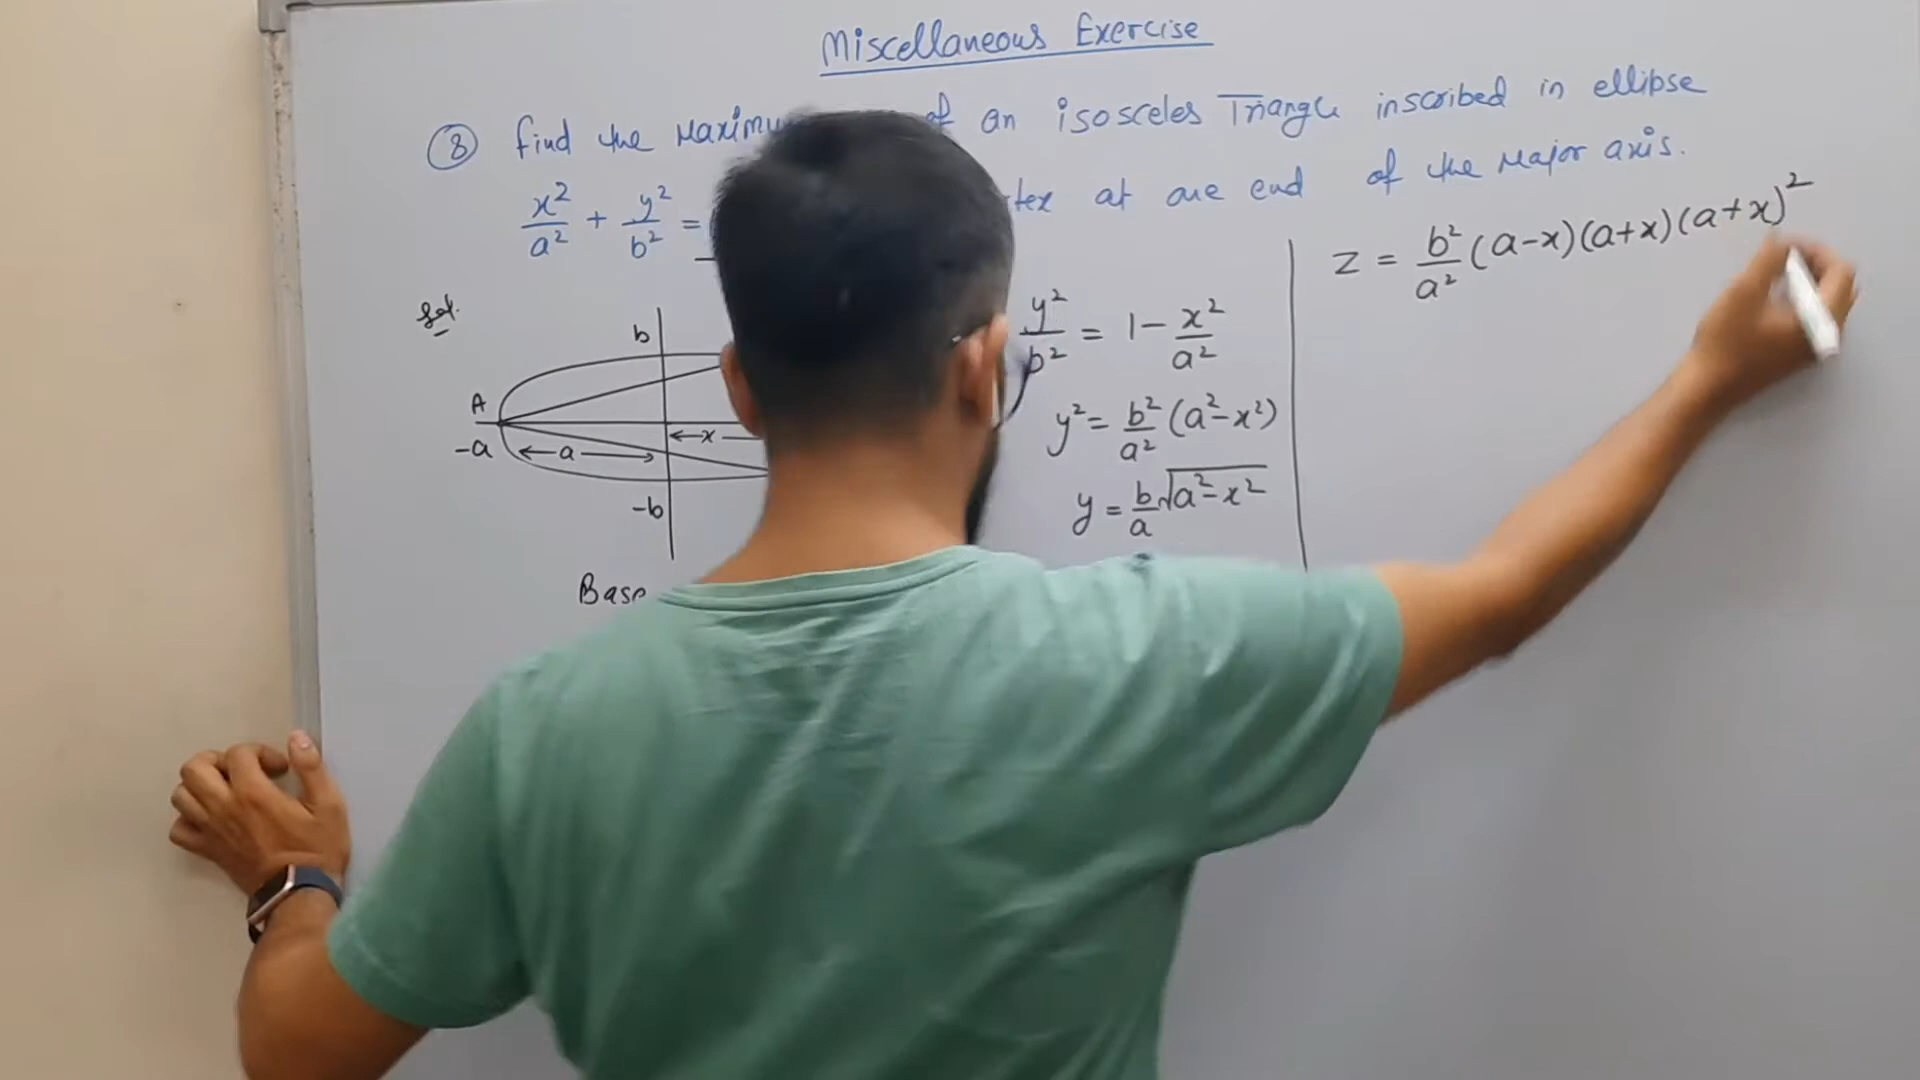 Miscellaneous Exercise
⑧ find the Maximu of an isosceles Triangle inscribed in ellipse
x²/a² + y²/b² = tex at one end of the Major axis.
Sol.
b
A
-a
a
x
-b
Base
y²/b² = 1 - x²/a²
y² = b²/a² (a² - x²)
y = b/a √a² - x²
z = b²/a² (a-x)(a+x)(a+x)²